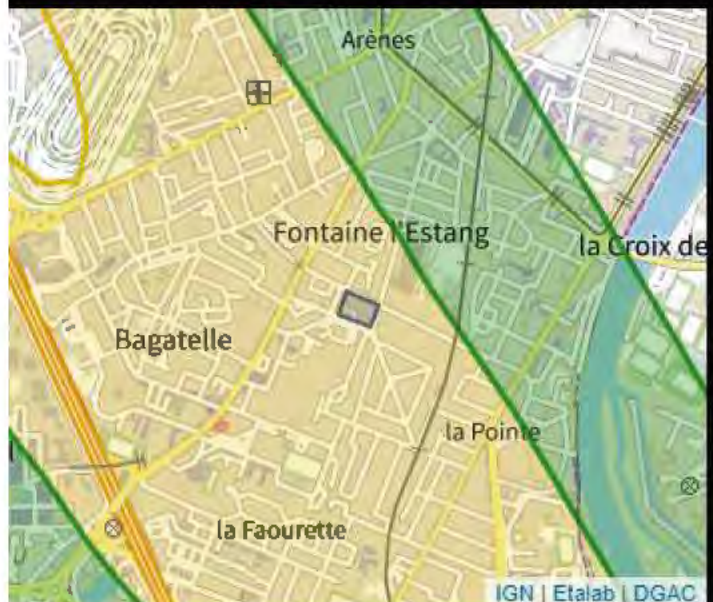 Arènes
Fontaine l'Estang
la Croix de
Bagatelle
la Pointe
la Faourette
IGN | Etalab | DGAC